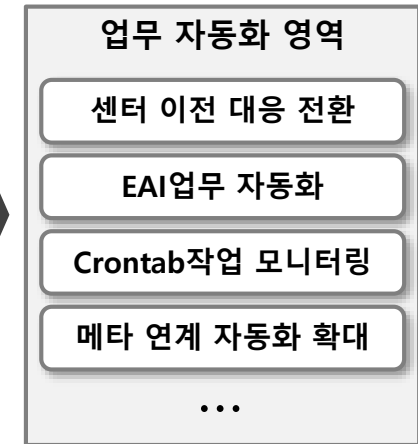 업무 자동화 영역
센터 이전 대응 전환
EAI업무 자동화
Crontab작업 모니터링
메타 연계 자동화 확대
...